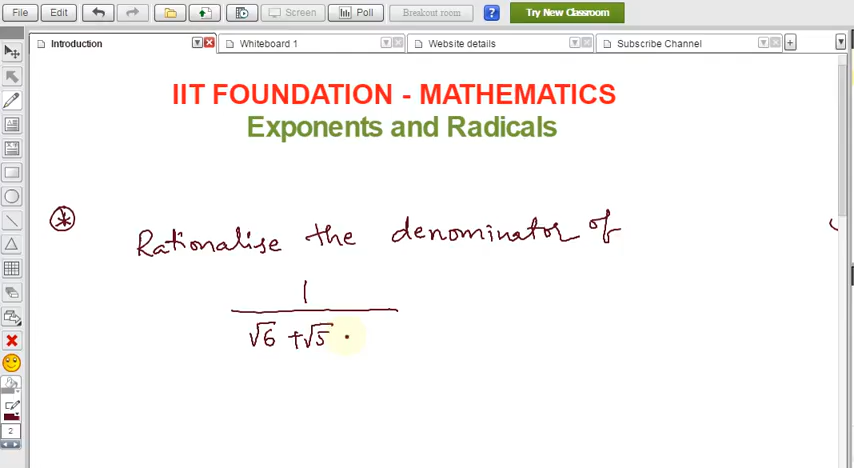 File Edit Screen Poll Breakout room ? Try New Classroom
Introduction Whiteboard 1 Website details Subscribe Channel
IIT FOUNDATION - MATHEMATICS
Exponents and Radicals
Rationalise the denominator of
1
√6 +√5
2